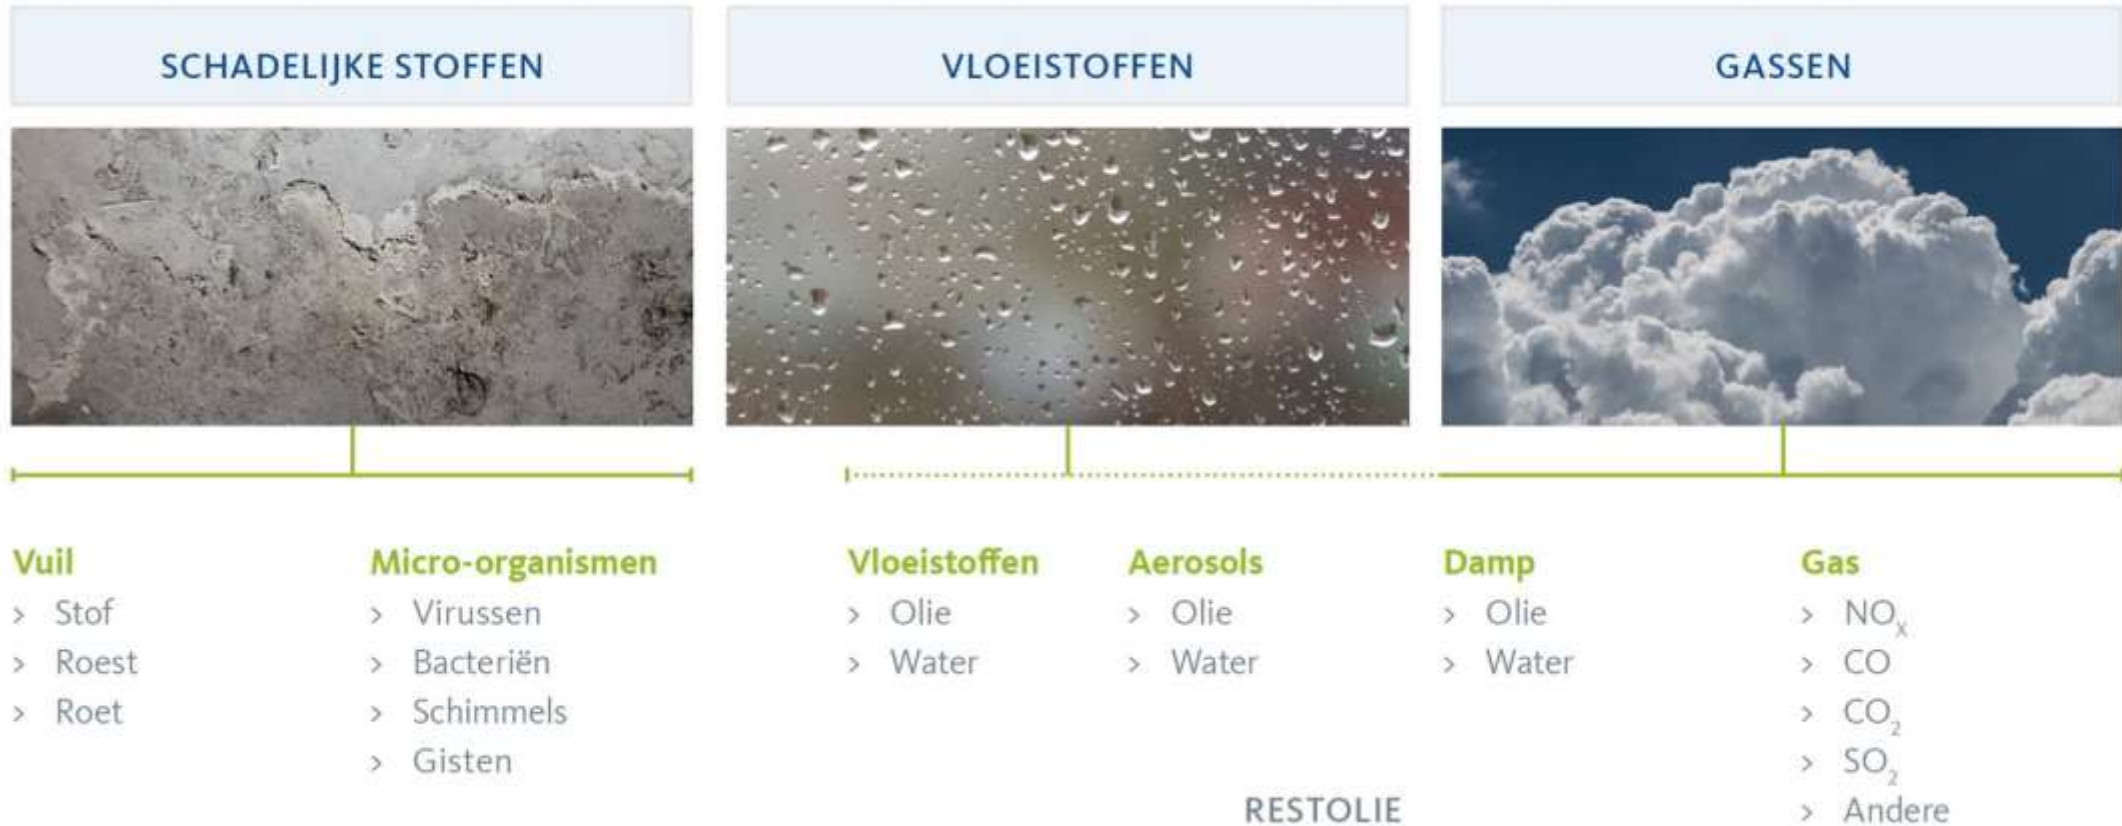 SCHADELIJKE STOFFEN
VLOEISTOFFEN
GASSEN
Vuil
> Stof
> Roest
> Roet
Micro-organismen
> Virussen
> Bacteriën
> Schimmels
> Gisten
Vloeistoffen
> Olie
> Water
Aerosols
> Olie
> Water
Damp
> Olie
> Water
Gas
> NOₓ
> CO
> CO₂
> SO₂
> Andere
RESTOLIE